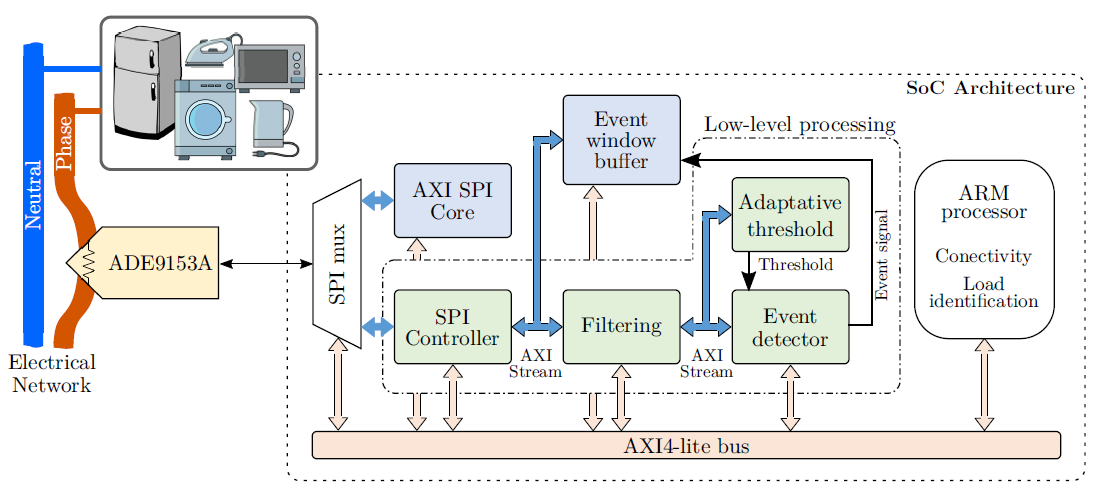 SoC Architecture
Neutral
Phase
ADE9153A
Electrical
Network
SPI mux
AXI SPI
Core
Event
window
buffer
Low-level processing
Adaptative
threshold
Threshold
Event signal
SPI
Controller
AXI
Stream
Filtering
AXI
Stream
Event
detector
ARM
processor
Conectivity
Load
identification
AXI4-lite bus